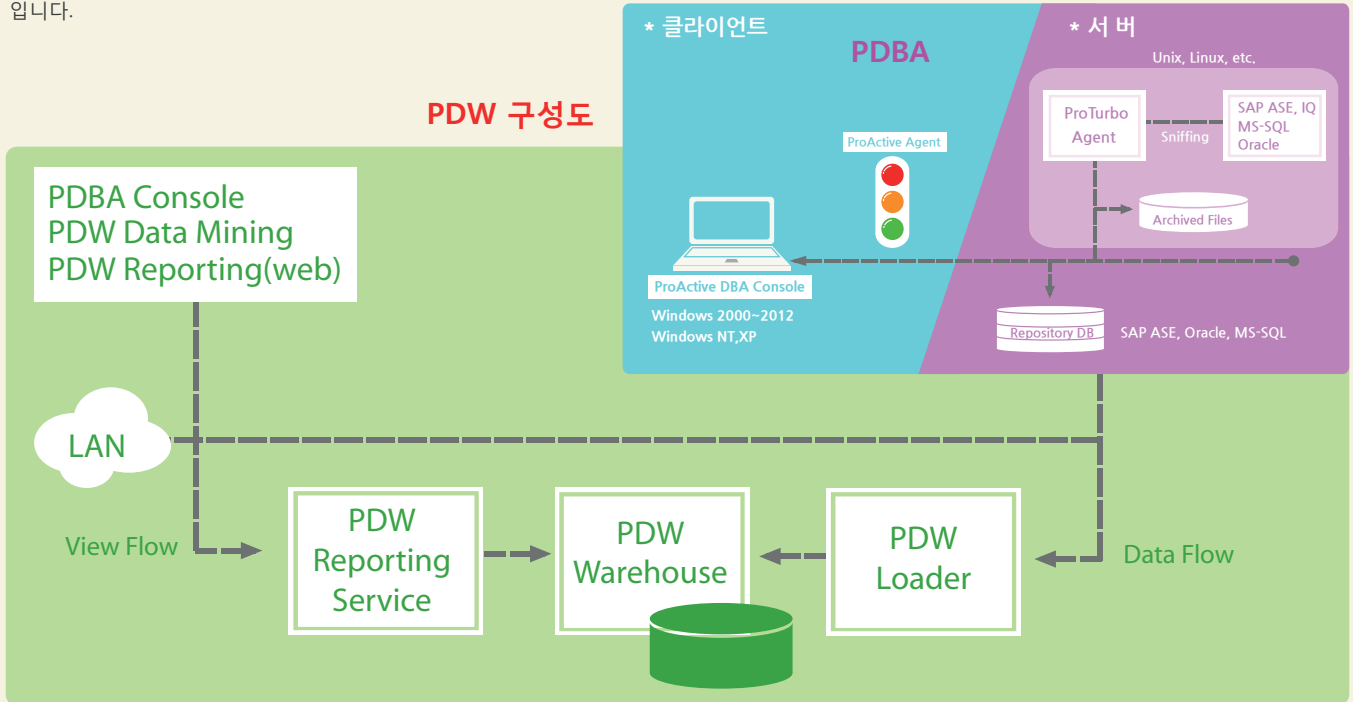 입니다.
* 클라이언트
PDBA
* 서 버
Unix, Linux, etc.
ProTurbo
Agent
Sniffing
SAP ASE, IQ
MS-SQL
Oracle
Archived Files
ProActive Agent
ProActive DBA Console
Windows 2000~2012
Windows NT,XP
Repository DB
SAP ASE, Oracle, MS-SQL
PDW 구성도
PDBA Console
PDW Data Mining
PDW Reporting(web)
LAN
View Flow
PDW
Reporting
Service
PDW
Warehouse
PDW
Loader
Data Flow